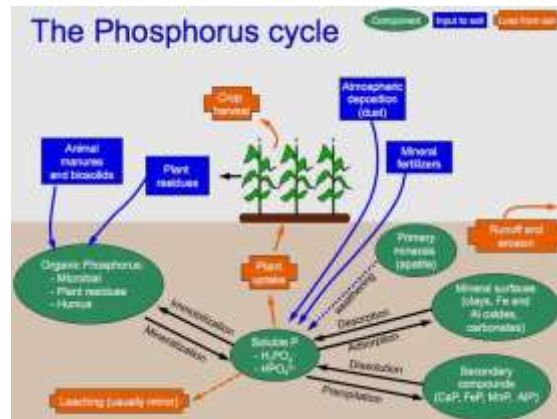 The Phosphorus cycle
Component
Input to soil
Loss from soil
Atmospheric
deposition
(dust)
Crop
harvest
Mineral
fertilizers
Animal
manures
and biosolids
Plant
residues
Runoff and
erosion
Primary
minerals
(apatite)
Plant
uptake
weathering
Organic Phosphorus
- Microbial
- Plant residues
- Humus
Mineral surfaces
(clays, Fe and
Al oxides,
carbonates)
Immobilization
Mineralization
Desorption
Adsorption
Soluble P
- H₂PO₄
- HPO₄²⁻
Dissolution
Precipitation
Secondary
compounds
(CaP, FeP, MnP, AlP)
Leaching (usually minor)